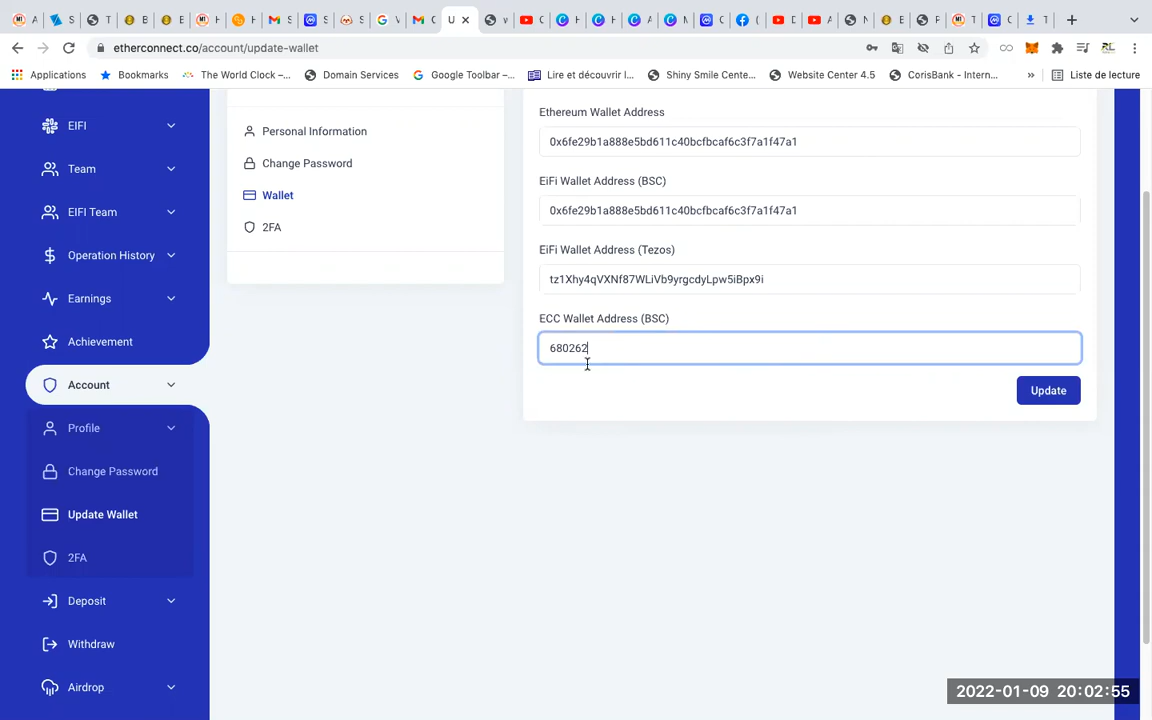 etherconnect.co/account/update-wallet
Applications
Bookmarks
The World Clock –...
Domain Services
Google Toolbar –...
Lire et découvrir l'...
Shiny Smile Cente...
Website Center 4.5
CorisBank - Intern...
»
Liste de lecture
EIFI
Team
EIFI Team
Operation History
Earnings
Achievement
Account
Profile
Change Password
Update Wallet
2FA
Deposit
Withdraw
Airdrop
Personal Information
Change Password
Wallet
2FA
Ethereum Wallet Address
0x6fe29b1a888e5bd611c40bcfbcaf6c3f7a1f47a1
EiFi Wallet Address (BSC)
0x6fe29b1a888e5bd611c40bcfbcaf6c3f7a1f47a1
EiFi Wallet Address (Tezos)
tz1Xhy4qVXNf87WLiVb9yrgcdyLpw5iBpx9i
ECC Wallet Address (BSC)
680262
Update
2022-01-09 20:02:55